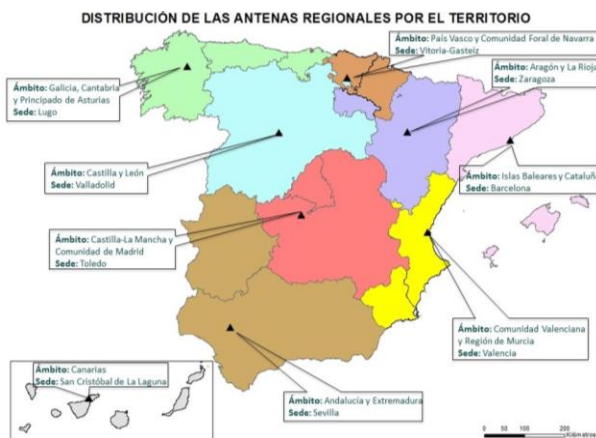 DISTRIBUCIÓN DE LAS ANTENAS REGIONALES POR EL TERRITORIO
Ámbito: País Vasco y Comunidad Foral de Navarra
Sede: Vitoria-Gasteiz
Ámbito: Aragón y La Rioja
Sede: Zaragoza
Ámbito: Galicia, Cantabria
y Principado de Asturias
Sede: Lugo
Ámbito: Castilla y León
Sede: Valladolid
Ámbito: Islas Baleares y Cataluña
Sede: Barcelona
Ámbito: Castilla-La Mancha y
Comunidad de Madrid
Sede: Toledo
Ámbito: Comunidad Valenciana
y Región de Murcia
Sede: Valencia
Ámbito: Canarias
Sede: San Cristóbal de La Laguna
Ámbito: Andalucía y Extremadura
Sede: Sevilla
0 50 100 200
Kilómetros